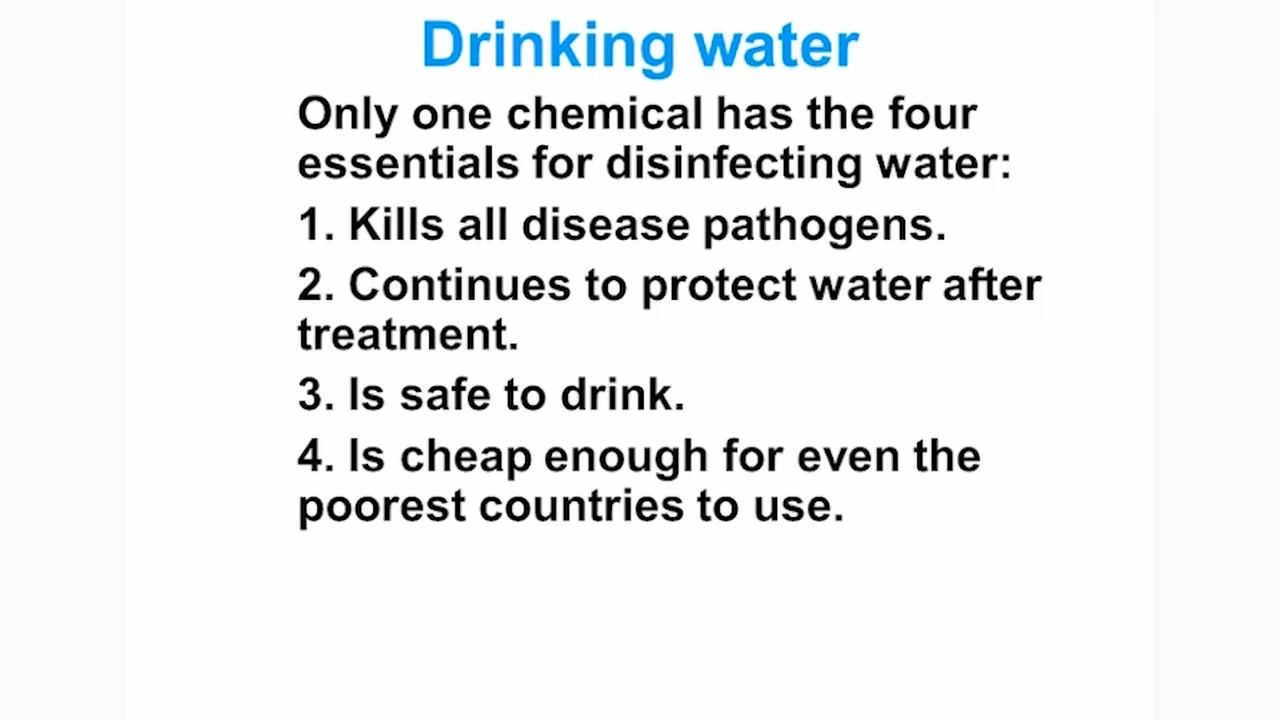 Drinking water
Only one chemical has the four
essentials for disinfecting water:
1. Kills all disease pathogens.
2. Continues to protect water after
treatment.
3. Is safe to drink.
4. Is cheap enough for even the
poorest countries to use.